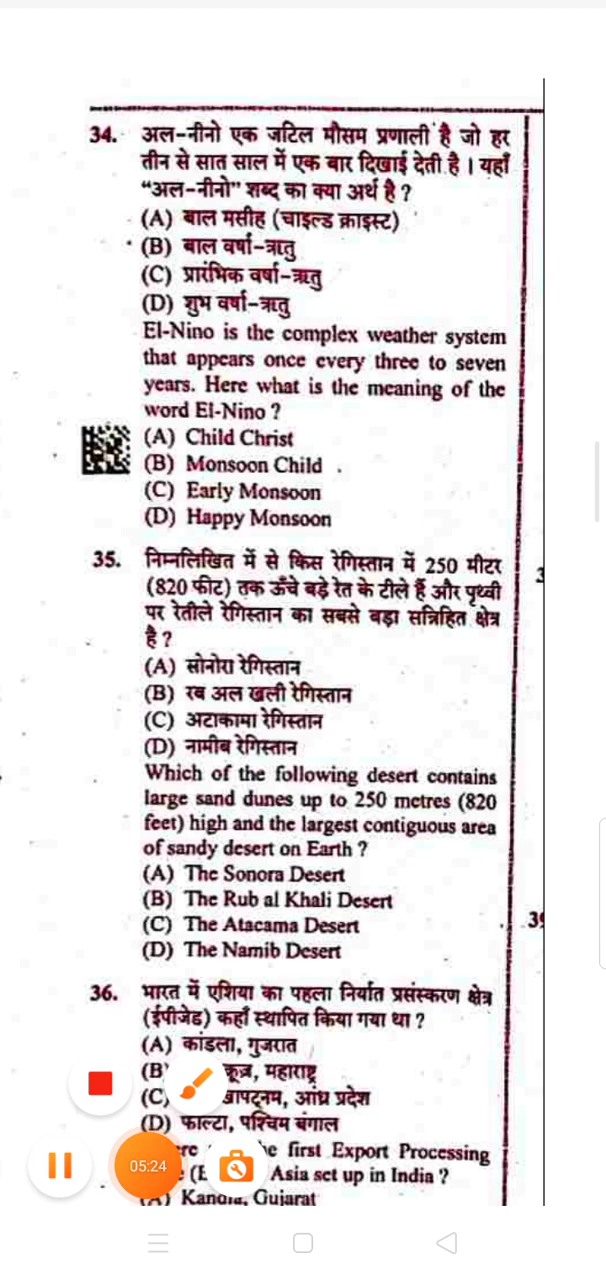 34. अल-नीनो एक जटिल मौसम प्रणाली है जो हर
तीन से सात साल में एक बार दिखाई देती है । यहाँ
“अल-नीनो” शब्द का क्या अर्थ है ?
(A) बाल मसीह (चाइल्ड क्राइस्ट)
(B) बाल वर्षा-ऋतु
(C) प्रारंभिक वर्षा-ऋतु
(D) शुभ वर्षा-ऋतु
El-Nino is the complex weather system
that appears once every three to seven
years. Here what is the meaning of the
word El-Nino ?
(A) Child Christ
(B) Monsoon Child
(C) Early Monsoon
(D) Happy Monsoon
35. निम्नलिखित में से किस रेगिस्तान में 250 मीटर
(820 फीट) तक ऊँचे बड़े रेत के टीले हैं और पृथ्वी
पर रेतीले रेगिस्तान का सबसे बड़ा सन्निहित क्षेत्र
है ?
(A) सोनोरा रेगिस्तान
(B) रब अल खली रेगिस्तान
(C) अटाकामा रेगिस्तान
(D) नामीब रेगिस्तान
Which of the following desert contains
large sand dunes up to 250 metres (820
feet) high and the largest contiguous area
of sandy desert on Earth ?
(A) The Sonora Desert
(B) The Rub al Khali Desert
(C) The Atacama Desert
(D) The Namib Desert
36. भारत में एशिया का पहला निर्यात प्रसंस्करण क्षेत्र
(ईपीजेड) कहाँ स्थापित किया गया था ?
(A) कांडला, गुजरात
(B) क्रूज़, महाराष्ट्र
(C) आंध्र प्रदेश
(D) फाल्टा, पश्चिम बंगाल
first Export Processing
Asia set up in India ?
(A) Kandla, Gujarat
05:24